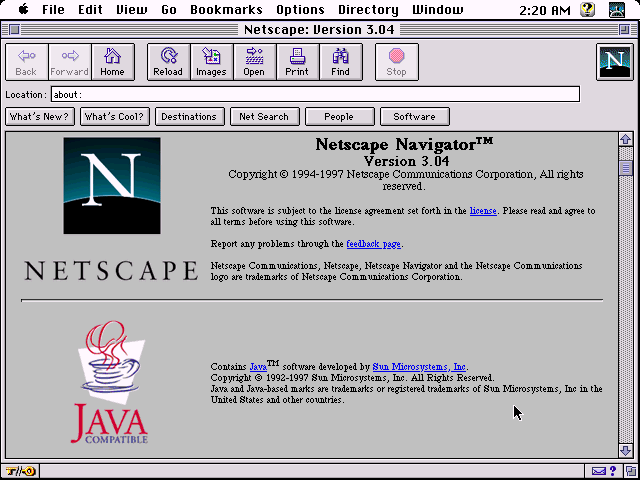 File Edit View Go Bookmarks Options Directory Window 2:20 AM
Netscape: Version 3.04
Back Forward Home Reload Images Open Print Find Stop
Location: about:
What's New? What's Cool? Destinations Net Search People Software
N
NETSCAPE
Netscape Navigator™
Version 3.04
Copyright © 1994-1997 Netscape Communications Corporation, All rights
reserved.
This software is subject to the license agreement set forth in the license. Please read and agree to
all terms before using this software.
Report any problems through the feedback page.
Netscape Communications, Netscape, Netscape Navigator and the Netscape Communications
logo are trademarks of Netscape Communications Corporation.
JAVA
COMPATIBLE
Contains Java™ software developed by Sun Microsystems, Inc.
Copyright © 1992-1997 Sun Microsystems, Inc. All Rights Reserved.
Java and Java-based marks are trademarks or registered trademarks of Sun Microsystems, Inc in the
United States and other countries.